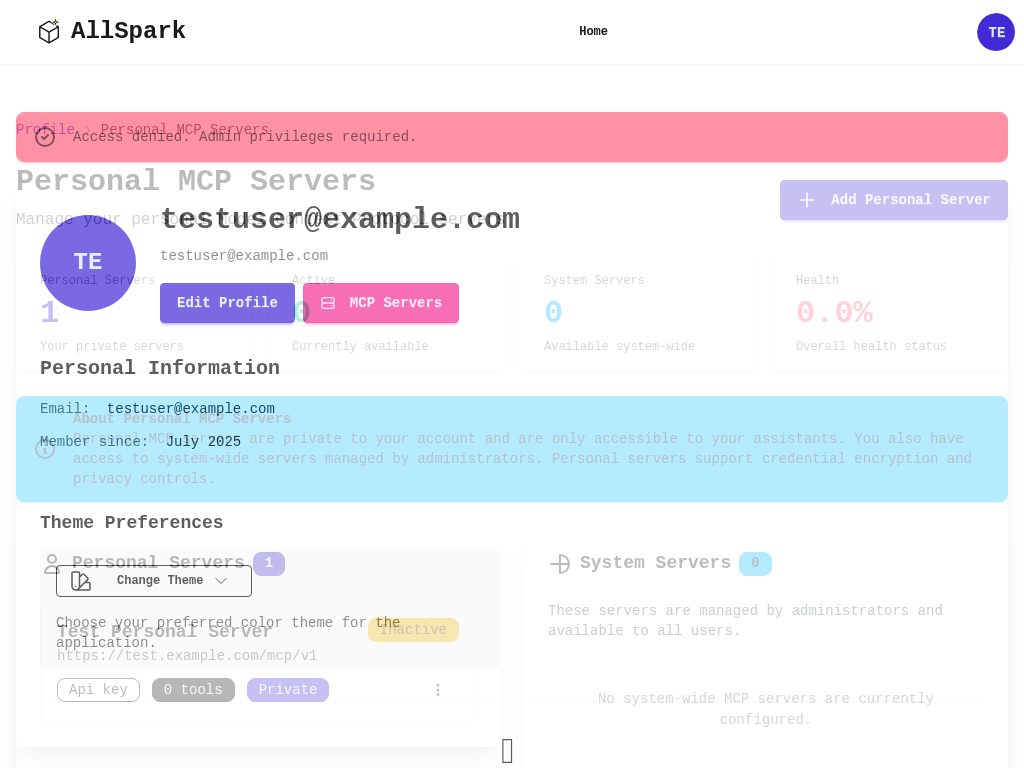 AllSpark
Home
TE
Profile > Personal MCP Servers
Access denied. Admin privileges required.
Personal MCP Servers
Manage your personal
Add Personal Server
TE
testuser@example.com
testuser@example.com
Edit Profile
MCP Servers
Personal Servers
1
Your private servers
Active
0
Currently available
System Servers
0
Available system-wide
Health
0.0%
Overall health status
Personal Information
Email: testuser@example.com
Member since: July 2025
About Personal MCP Servers
Personal MCP servers are private to your account and are only accessible to your assistants. You also have
access to system-wide servers managed by administrators. Personal servers support credential encryption and
privacy controls.
Theme Preferences
Change Theme
Choose your preferred color theme for the
application.
Personal Servers 1
Test Personal Server
Inactive
https://test.example.com/mcp/v1
Api key
0 tools
Private
System Servers 0
These servers are managed by administrators and
available to all users.
No system-wide MCP servers are currently
configured.